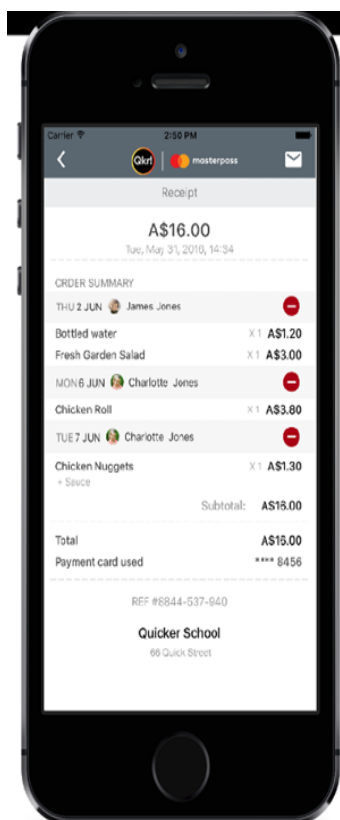 Carrier 2:50 PM
Qkr! masterpass
Receipt
A$16.00
Tue, May 31, 2016, 14:34
ORDER SUMMARY
THU 2 JUN James Jones
Bottled water X 1 A$1.20
Fresh Garden Salad X 1 A$3.00
MON 6 JUN Charlotte Jones
Chicken Roll X 1 A$3.80
TUE 7 JUN Charlotte Jones
Chicken Nuggets X 1 A$1.30
+ Sauce
Subtotal: A$16.00
Total A$16.00
Payment card used **** 8456
REF #8844-537-940
Quicker School
66 Quick Street